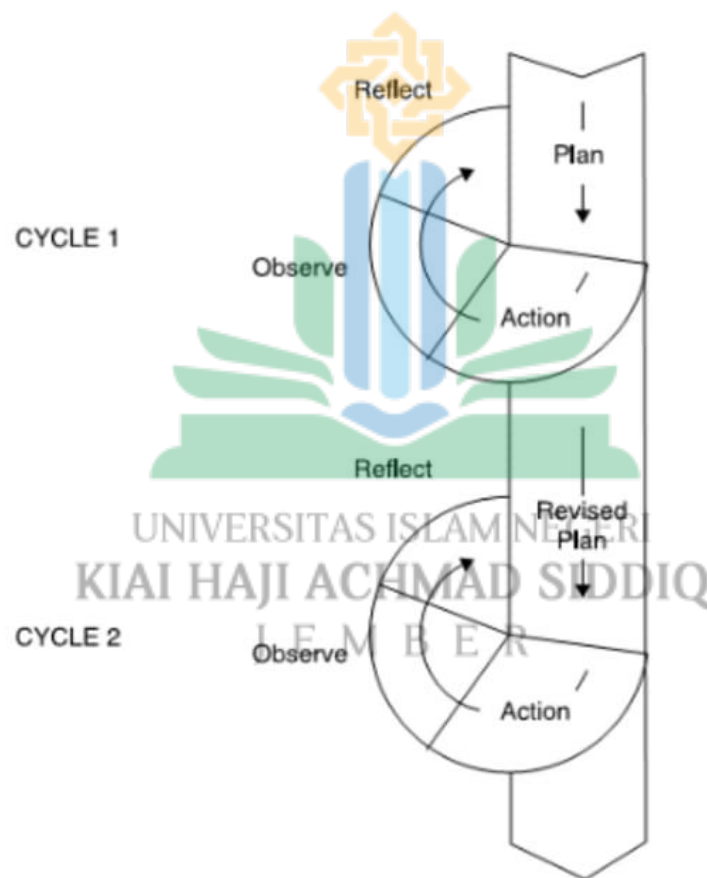 Reflect
Plan
CYCLE 1
Observe
Action
Reflect
Revised
Plan
UNIVERSITAS ISLAM NEGERI
KIAI HAJI ACHMAD SIDDIQ
JEMBER
CYCLE 2
Observe
Action